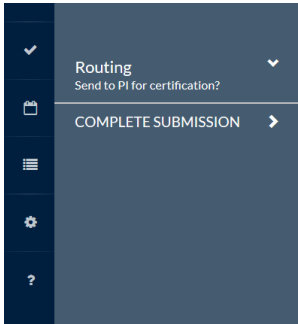 Routing
Send to PI for certification?
COMPLETE SUBMISSION
?